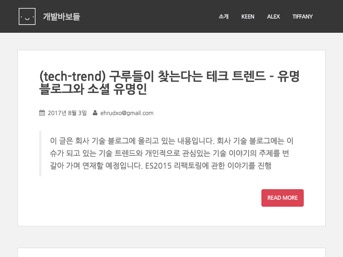 개발바보들
소개 KEEN ALEX TIFFANY
(tech-trend) 구루들이 찾는다는 테크 트렌드 - 유명
블로그와 소셜 유명인
2017년 8월 3일 ehrudxo@gmail.com
이 글은 회사 기술 블로그에 올리고 있는 내용입니다. 회사 기술 블로그에는 이
슈가 되고 있는 기술 트렌드와 개인적으로 관심있는 기술 이야기의 주제를 번
갈아 가며 연재할 예정입니다. ES2015 리팩토링에 관한 이야기를 진행
READ MORE